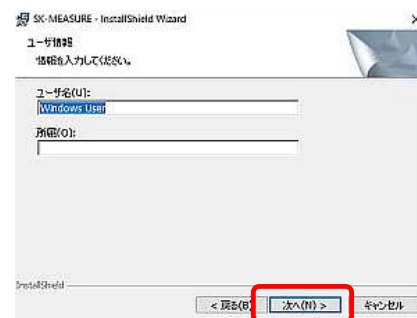 SK-MEASURE - InstallShield Wizard
ユーザ情報
情報を入力してください。
ユーザ名(U):
Windows User
所属(O):
InstallShield
< 戻る(B)
次へ(N) >
キャンセル